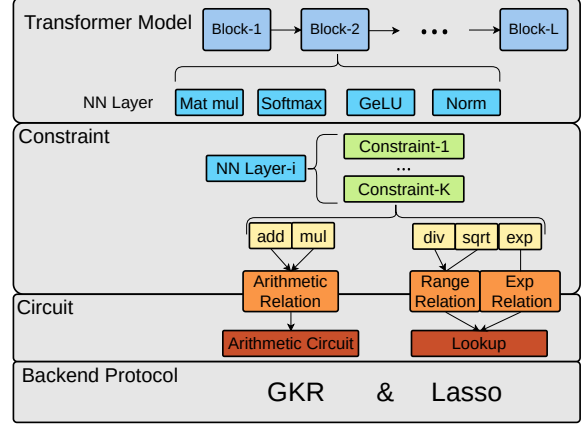 Transformer Model
Block-1
Block-2
...
Block-L
NN Layer
Mat mul
Softmax
GeLU
Norm
Constraint
NN Layer-i
Constraint-1
...
Constraint-K
add
mul
div
sqrt
exp
Arithmetic
Relation
Range
Relation
Exp
Relation
Circuit
Arithmetic Circuit
Lookup
Backend Protocol
GKR & Lasso